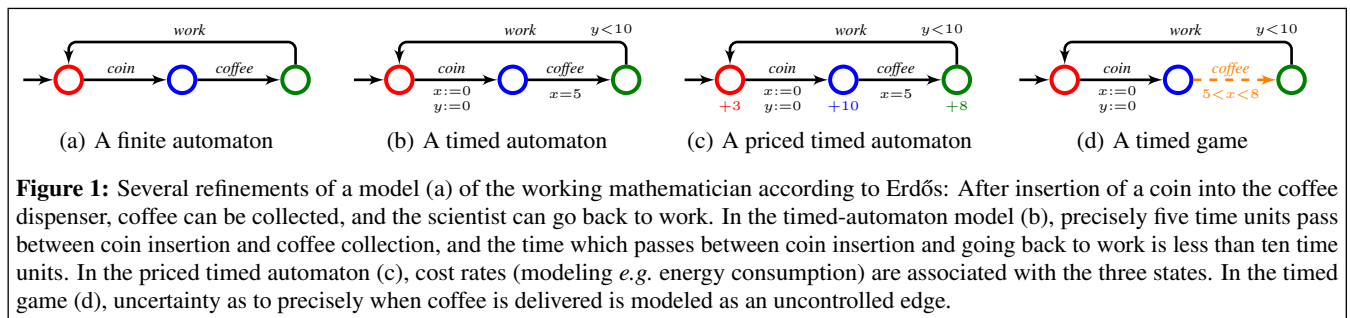 work
coin coffee
(a) A finite automaton
work y<10
coin coffee
x:=0 x=5
y:=0
(b) A timed automaton
work y<10
coin coffee
x:=0 x=5
y:=0
+3 +10 +8
(c) A priced timed automaton
work y<10
coin coffee
x:=0 5<x<8
y:=0
(d) A timed game
Figure 1: Several refinements of a model (a) of the working mathematician according to Erdős: After insertion of a coin into the coffee
dispenser, coffee can be collected, and the scientist can go back to work. In the timed-automaton model (b), precisely five time units pass
between coin insertion and coffee collection, and the time which passes between coin insertion and going back to work is less than ten time
units. In the priced timed automaton (c), cost rates (modeling e.g. energy consumption) are associated with the three states. In the timed
game (d), uncertainty as to precisely when coffee is delivered is modeled as an uncontrolled edge.